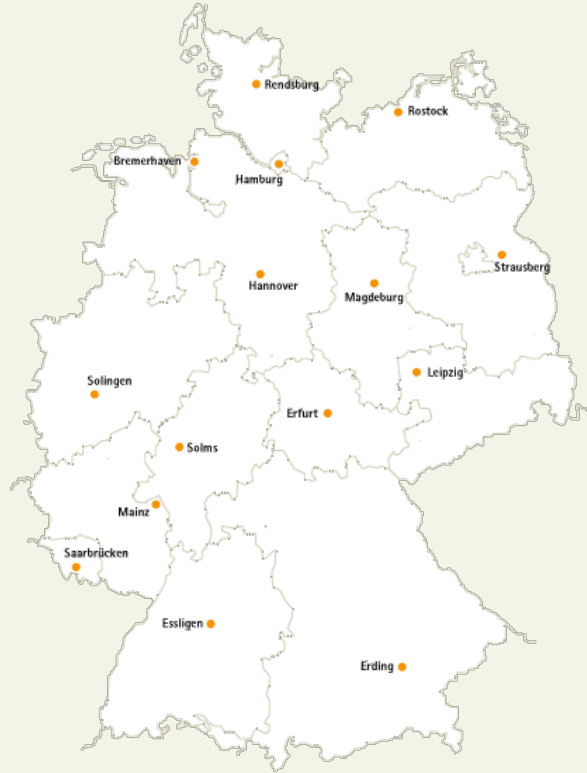 Rendsburg
Rostock
Bremerhaven
Hamburg
Strausberg
Hannover
Magdeburg
Leipzig
Solingen
Erfurt
Solms
Mainz
Saarbrücken
Essligen
Erding